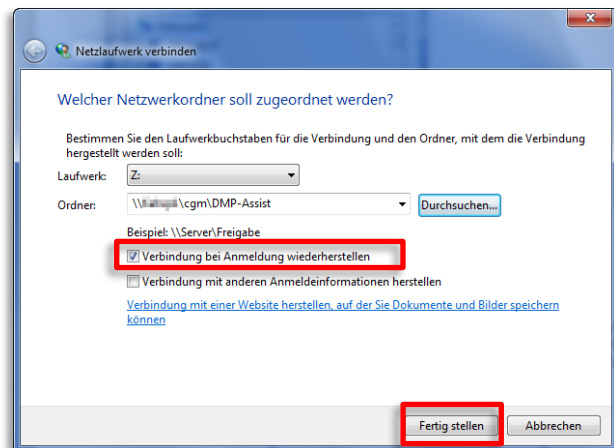 Netzlaufwerk verbinden
Welcher Netzwerkordner soll zugeordnet werden?
Bestimmen Sie den Laufwerkbuchstaben für die Verbindung und den Ordner, mit dem die Verbindung
hergestellt werden soll:
Laufwerk: Z:
Ordner: \\ \cgm\DMP-Assist Durchsuchen...
Beispiel: \\Server\Freigabe
Verbindung bei Anmeldung wiederherstellen
Verbindung mit anderen Anmeldeinformationen herstellen
Verbindung mit einer Website herstellen, auf der Sie Dokumente und Bilder speichern
können
Fertig stellen Abbrechen